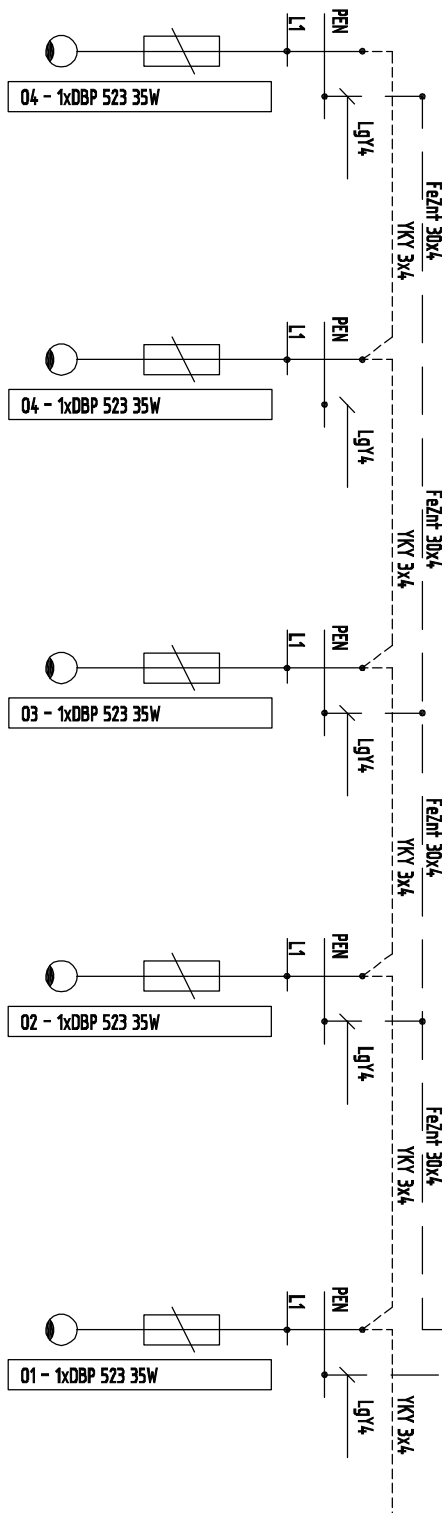 L1
PEN
04 - 1xDBP 523 35W
LgY4
FeZnt 30x4
YKY 3x4
L1
PEN
04 - 1xDBP 523 35W
LgY4
FeZnt 30x4
YKY 3x4
L1
PEN
03 - 1xDBP 523 35W
LgY4
FeZnt 30x4
YKY 3x4
L1
PEN
02 - 1xDBP 523 35W
LgY4
FeZnt 30x4
YKY 3x4
L1
PEN
01 - 1xDBP 523 35W
LgY4
YKY 3x4